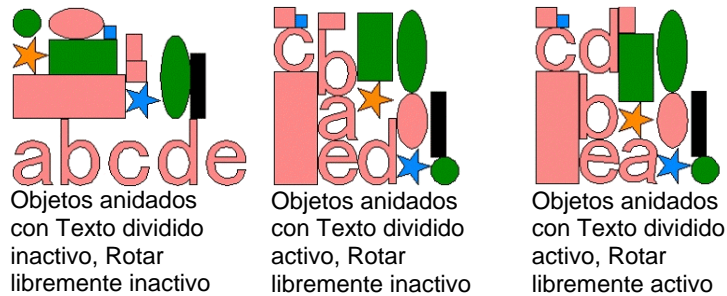 abcde
c
b
a
ed
cd
b
ea
Objetos anidados
con Texto dividido
inactivo, Rotar
libremente inactivo
Objetos anidados
con Texto dividido
activo, Rotar
libremente inactivo
Objetos anidados
con Texto dividido
activo, Rotar
libremente activo